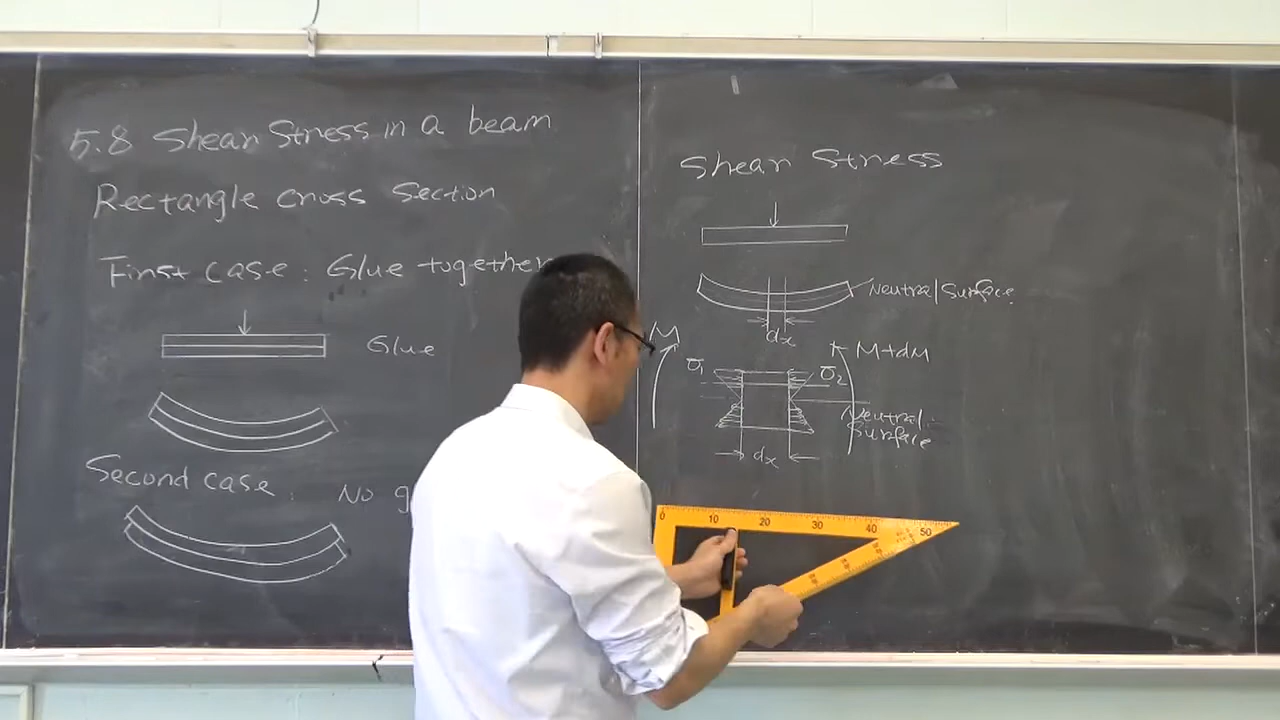 5.8 Shear Stress in a beam
Rectangle cross section
First case: Glue together
Glue
Second case: No g
Shear Stress
Neutral Surface
dx
M
M+dM
σ1
σ2
Neutral
Surface
dx
0 10 20 30 40 50